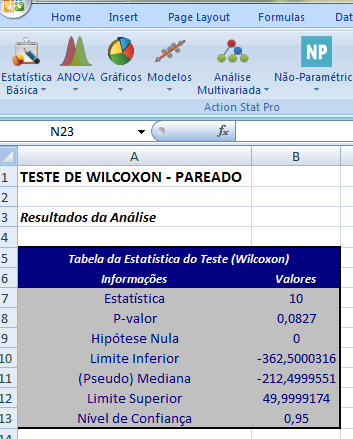 Home Insert Page Layout Formulas Dat
Estatística Básica ANOVA Gráficos Modelos Análise Multivariada NP Não-Paramétric
Action Stat Pro
N23 fx
A B
1 TESTE DE WILCOXON - PAREADO
2
3 Resultados da Análise
4
5 Tabela da Estatística do Teste (Wilcoxon)
6 Informações Valores
7 Estatística 10
8 P-valor 0,0827
9 Hipótese Nula 0
10 Limite Inferior -362,5000316
11 (Pseudo) Mediana -212,4999551
12 Limite Superior 49,9999174
13 Nível de Confiança 0,95